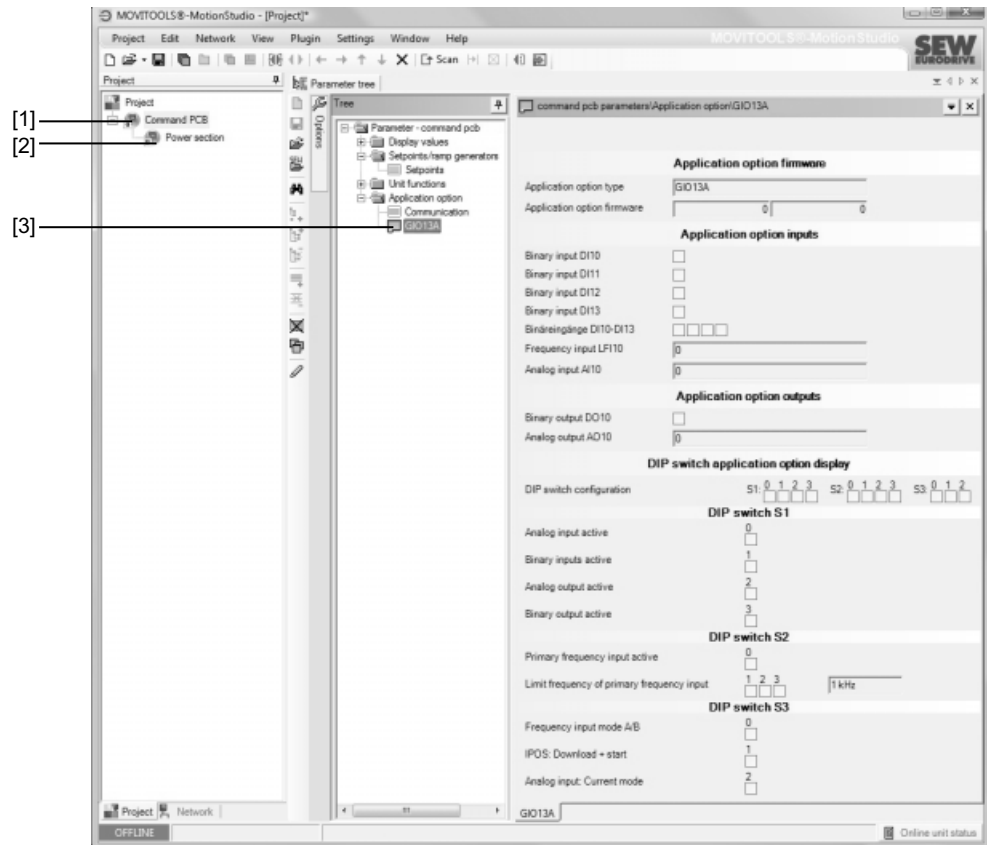 MOVITOOLS®-MotionStudio - [Project]*
Project Edit Network View Plugin Settings Window Help
MOVITOOLS®-MotionStudio
SEW
EURODRIVE
Scan
Project
Parameter tree
[1]
[2]
[3]
Project
Command PCB
Power section
Options
Tree
Parameter - command pcb
Display values
Setpoints/ramp generators
Setpoints
Unit functions
Application option
Communication
GIO13A
command pcb parameters\Application option\GIO13A
Application option firmware
Application option type GIO13A
Application option firmware 0 0
Application option inputs
Binary input DI10
Binary input DI11
Binary input DI12
Binary input DI13
Binäreingänge DI10-DI13
Frequency input LFI10 0
Analog input AI10 0
Application option outputs
Binary output DO10
Analog output AO10 0
DIP switch application option display
DIP switch configuration S1: 0 1 2 3 S2: 0 1 2 3 S3: 0 1 2
DIP switch S1
Analog input active 0
Binary inputs active 1
Analog output active 2
Binary output active 3
DIP switch S2
Primary frequency input active 0
Limit frequency of primary frequency input 1 2 3 1 kHz
DIP switch S3
Frequency input mode A/B 0
IPOS: Download + start 1
Analog input: Current mode 2
Project Network
GIO13A
OFFLINE
Online unit status